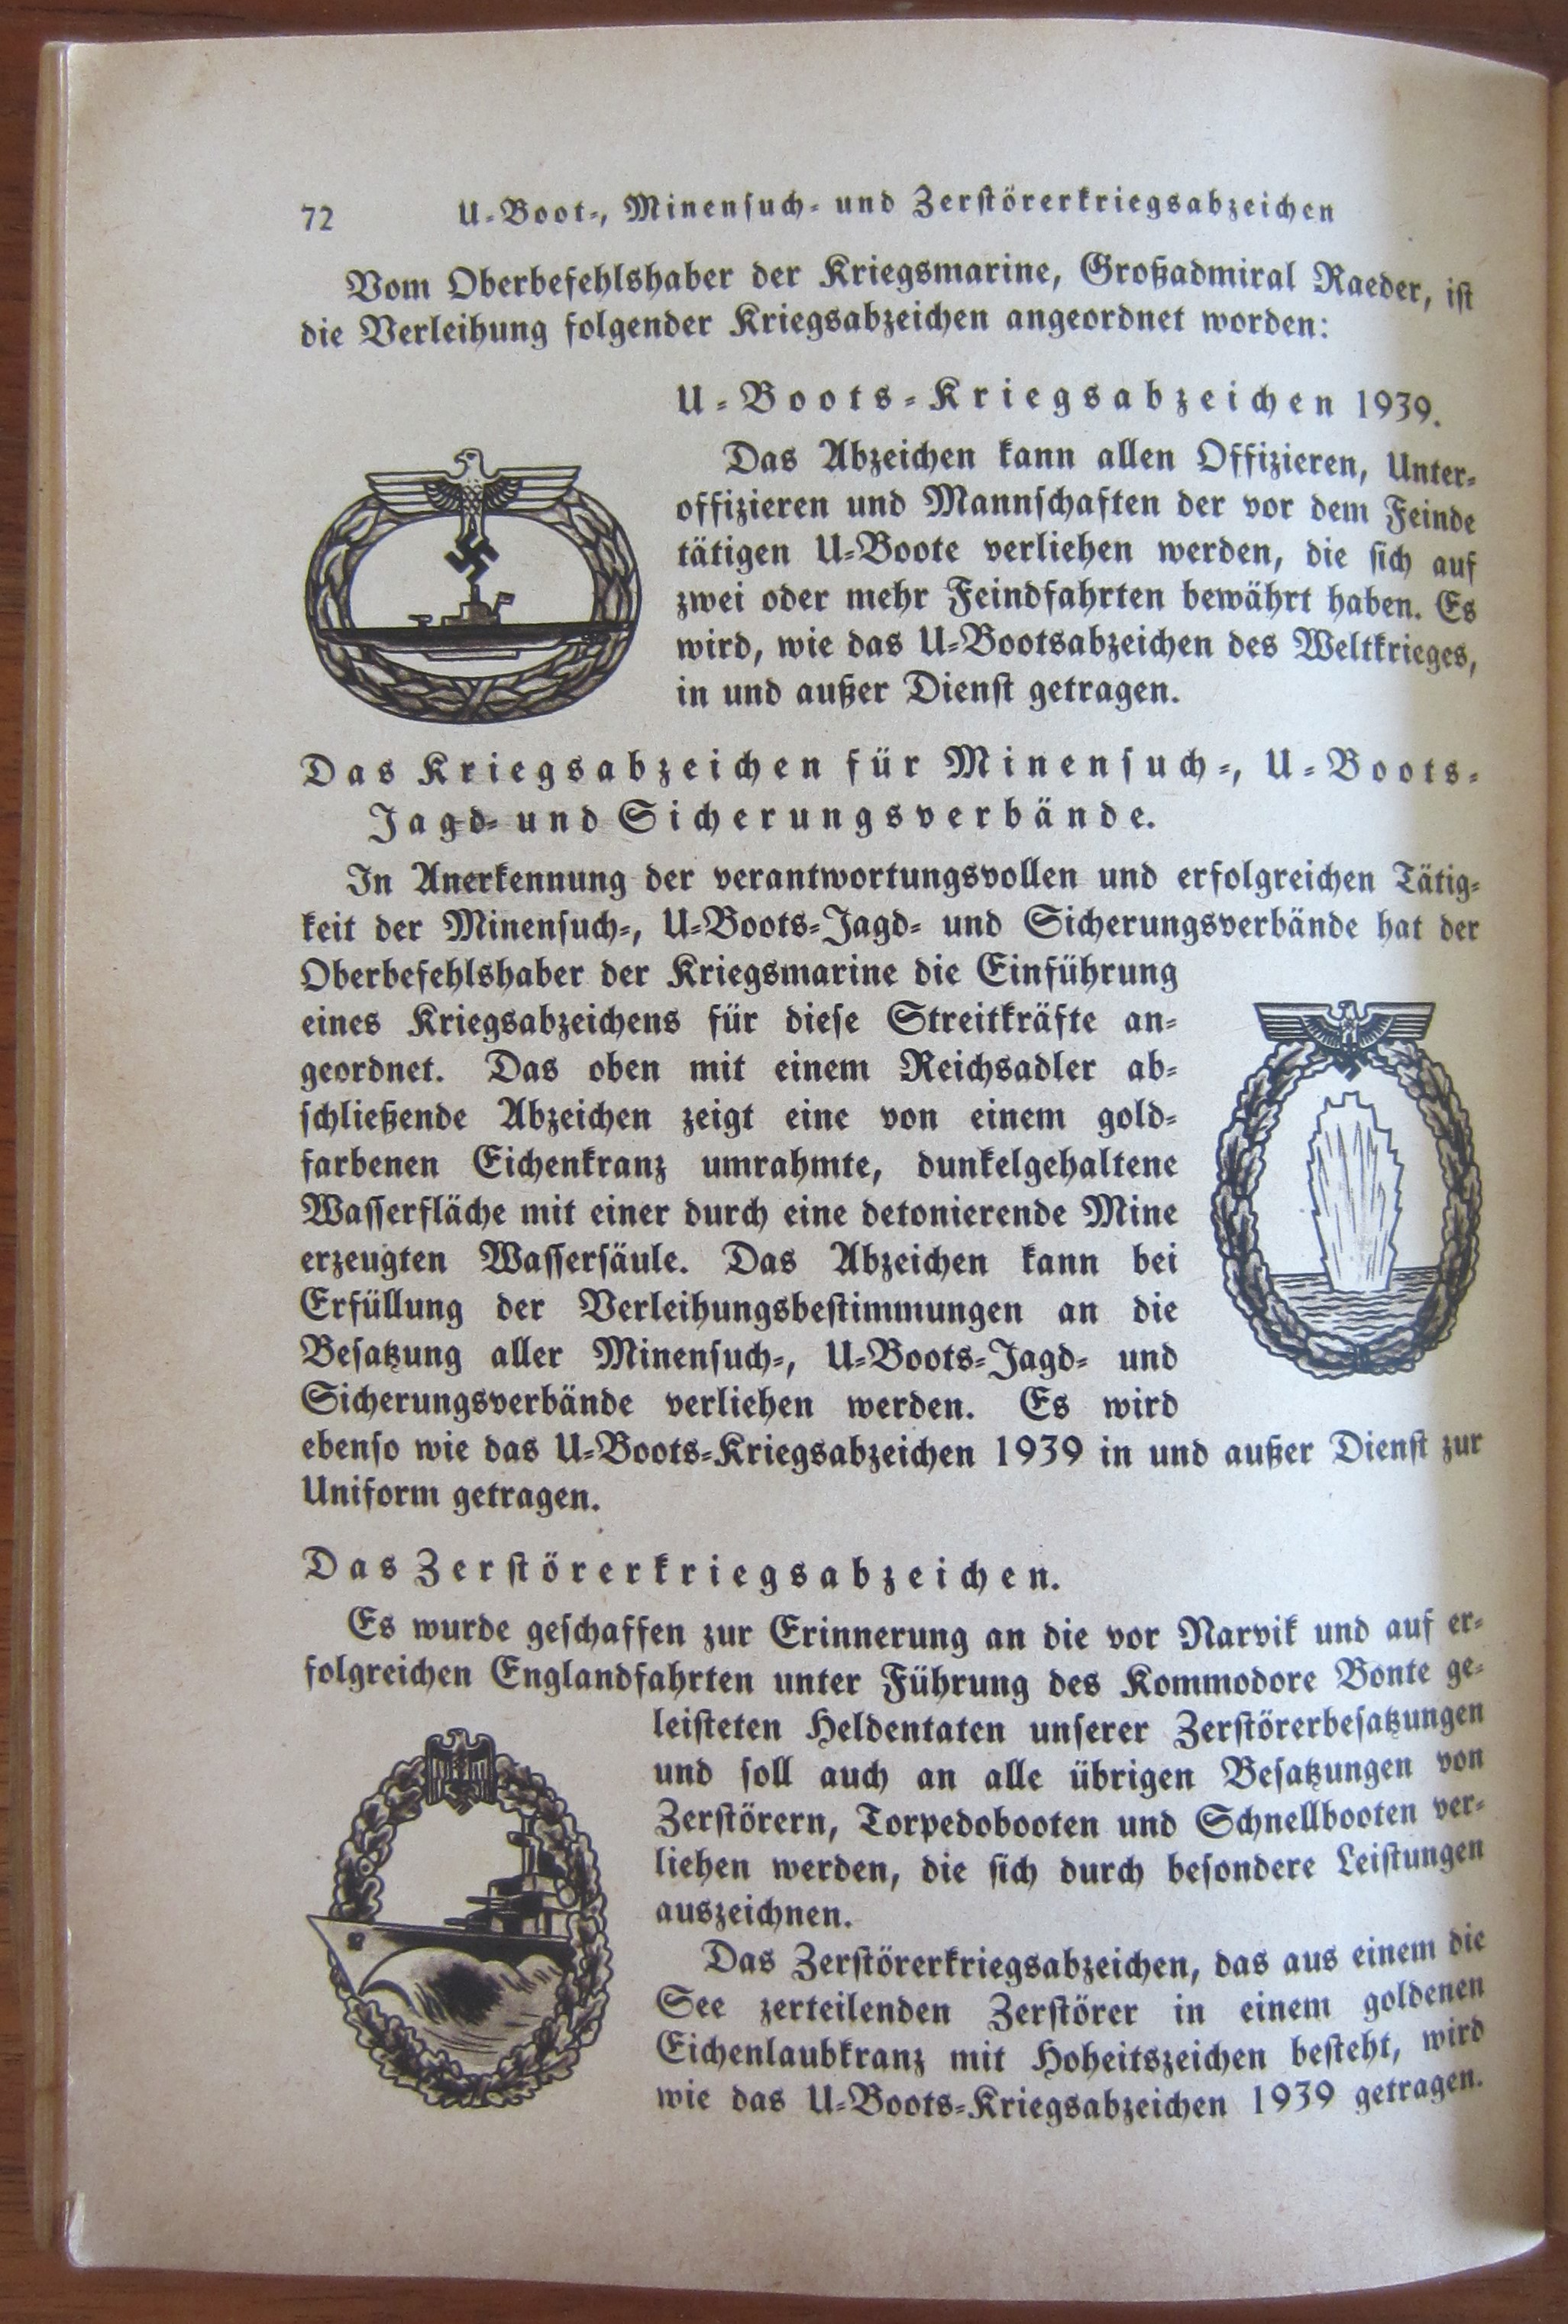 72 U-Boot-, Minensuch- und Zerstörerkriegsabzeichen
Vom Oberbefehlshaber der Kriegsmarine, Großadmiral Raeder, ist
die Verleihung folgender Kriegsabzeichen angeordnet worden:
U-Boots-Kriegsabzeichen 1939.
Das Abzeichen kann allen Offizieren, Unter-
offizieren und Mannschaften der vor dem Feinde
tätigen U-Boote verliehen werden, die sich auf
zwei oder mehr Feindfahrten bewährt haben. Es
wird, wie das U-Bootsabzeichen des Weltkrieges,
in und außer Dienst getragen.
Das Kriegsabzeichen für Minensuch-, U-Boots-
Jagd- und Sicherungsverbände.
In Anerkennung der verantwortungsvollen und erfolgreichen Tätig-
keit der Minensuch-, U-Boots-Jagd- und Sicherungsverbände hat der
Oberbefehlshaber der Kriegsmarine die Einführung
eines Kriegsabzeichens für diese Streitkräfte an-
geordnet. Das oben mit einem Reichsadler ab-
schließende Abzeichen zeigt eine von einem gold-
farbenen Eichenkranz umrahmte, dunkelgehaltene
Wasserfläche mit einer durch eine detonierende Mine
erzeugten Wassersäule. Das Abzeichen kann bei
Erfüllung der Verleihungsbestimmungen an die
Besatzung aller Minensuch-, U-Boots-Jagd- und
Sicherungsverbände verliehen werden. Es wird
ebenso wie das U-Boots-Kriegsabzeichen 1939 in und außer Dienst zur
Uniform getragen.
Das Zerstörerkriegsabzeichen.
Es wurde geschaffen zur Erinnerung an die vor Narvik und auf er-
folgreichen Englandfahrten unter Führung des Kommodore Bonte ge-
leisteten Heldentaten unserer Zerstörerbesatzungen
und soll auch an alle übrigen Besatzungen von
Zerstörern, Torpedobooten und Schnellbooten ver-
liehen werden, die sich durch besondere Leistungen
auszeichnen.
Das Zerstörerkriegsabzeichen, das aus einem die
See zerteilenden Zerstörer in einem goldenen
Eichenlaubkranz mit Hoheitszeichen besteht, wird
wie das U-Boots-Kriegsabzeichen 1939 getragen.